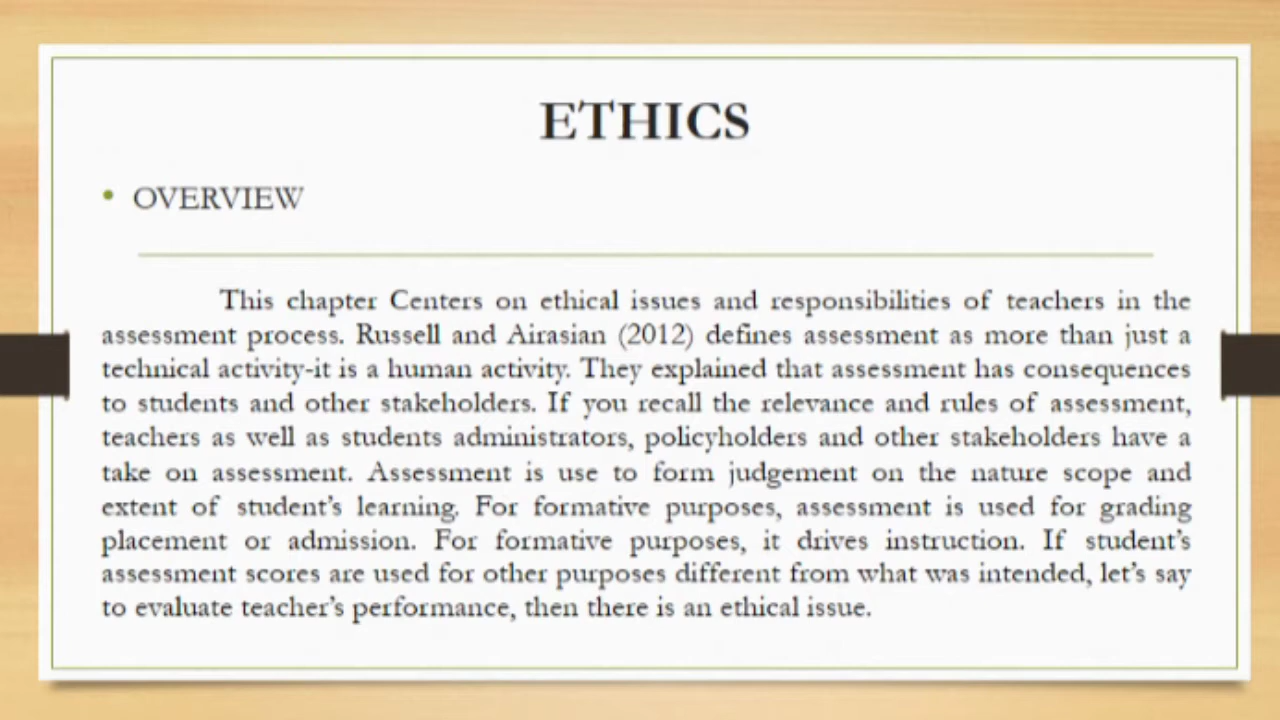 ETHICS
• OVERVIEW
This chapter Centers on ethical issues and responsibilities of teachers in the
assessment process. Russell and Airasian (2012) defines assessment as more than just a
technical activity-it is a human activity. They explained that assessment has consequences
to students and other stakeholders. If you recall the relevance and rules of assessment,
teachers as well as students administrators, policyholders and other stakeholders have a
take on assessment. Assessment is use to form judgement on the nature scope and
extent of student’s learning. For formative purposes, assessment is used for grading
placement or admission. For formative purposes, it drives instruction. If student’s
assessment scores are used for other purposes different from what was intended, let’s say
to evaluate teacher’s performance, then there is an ethical issue.